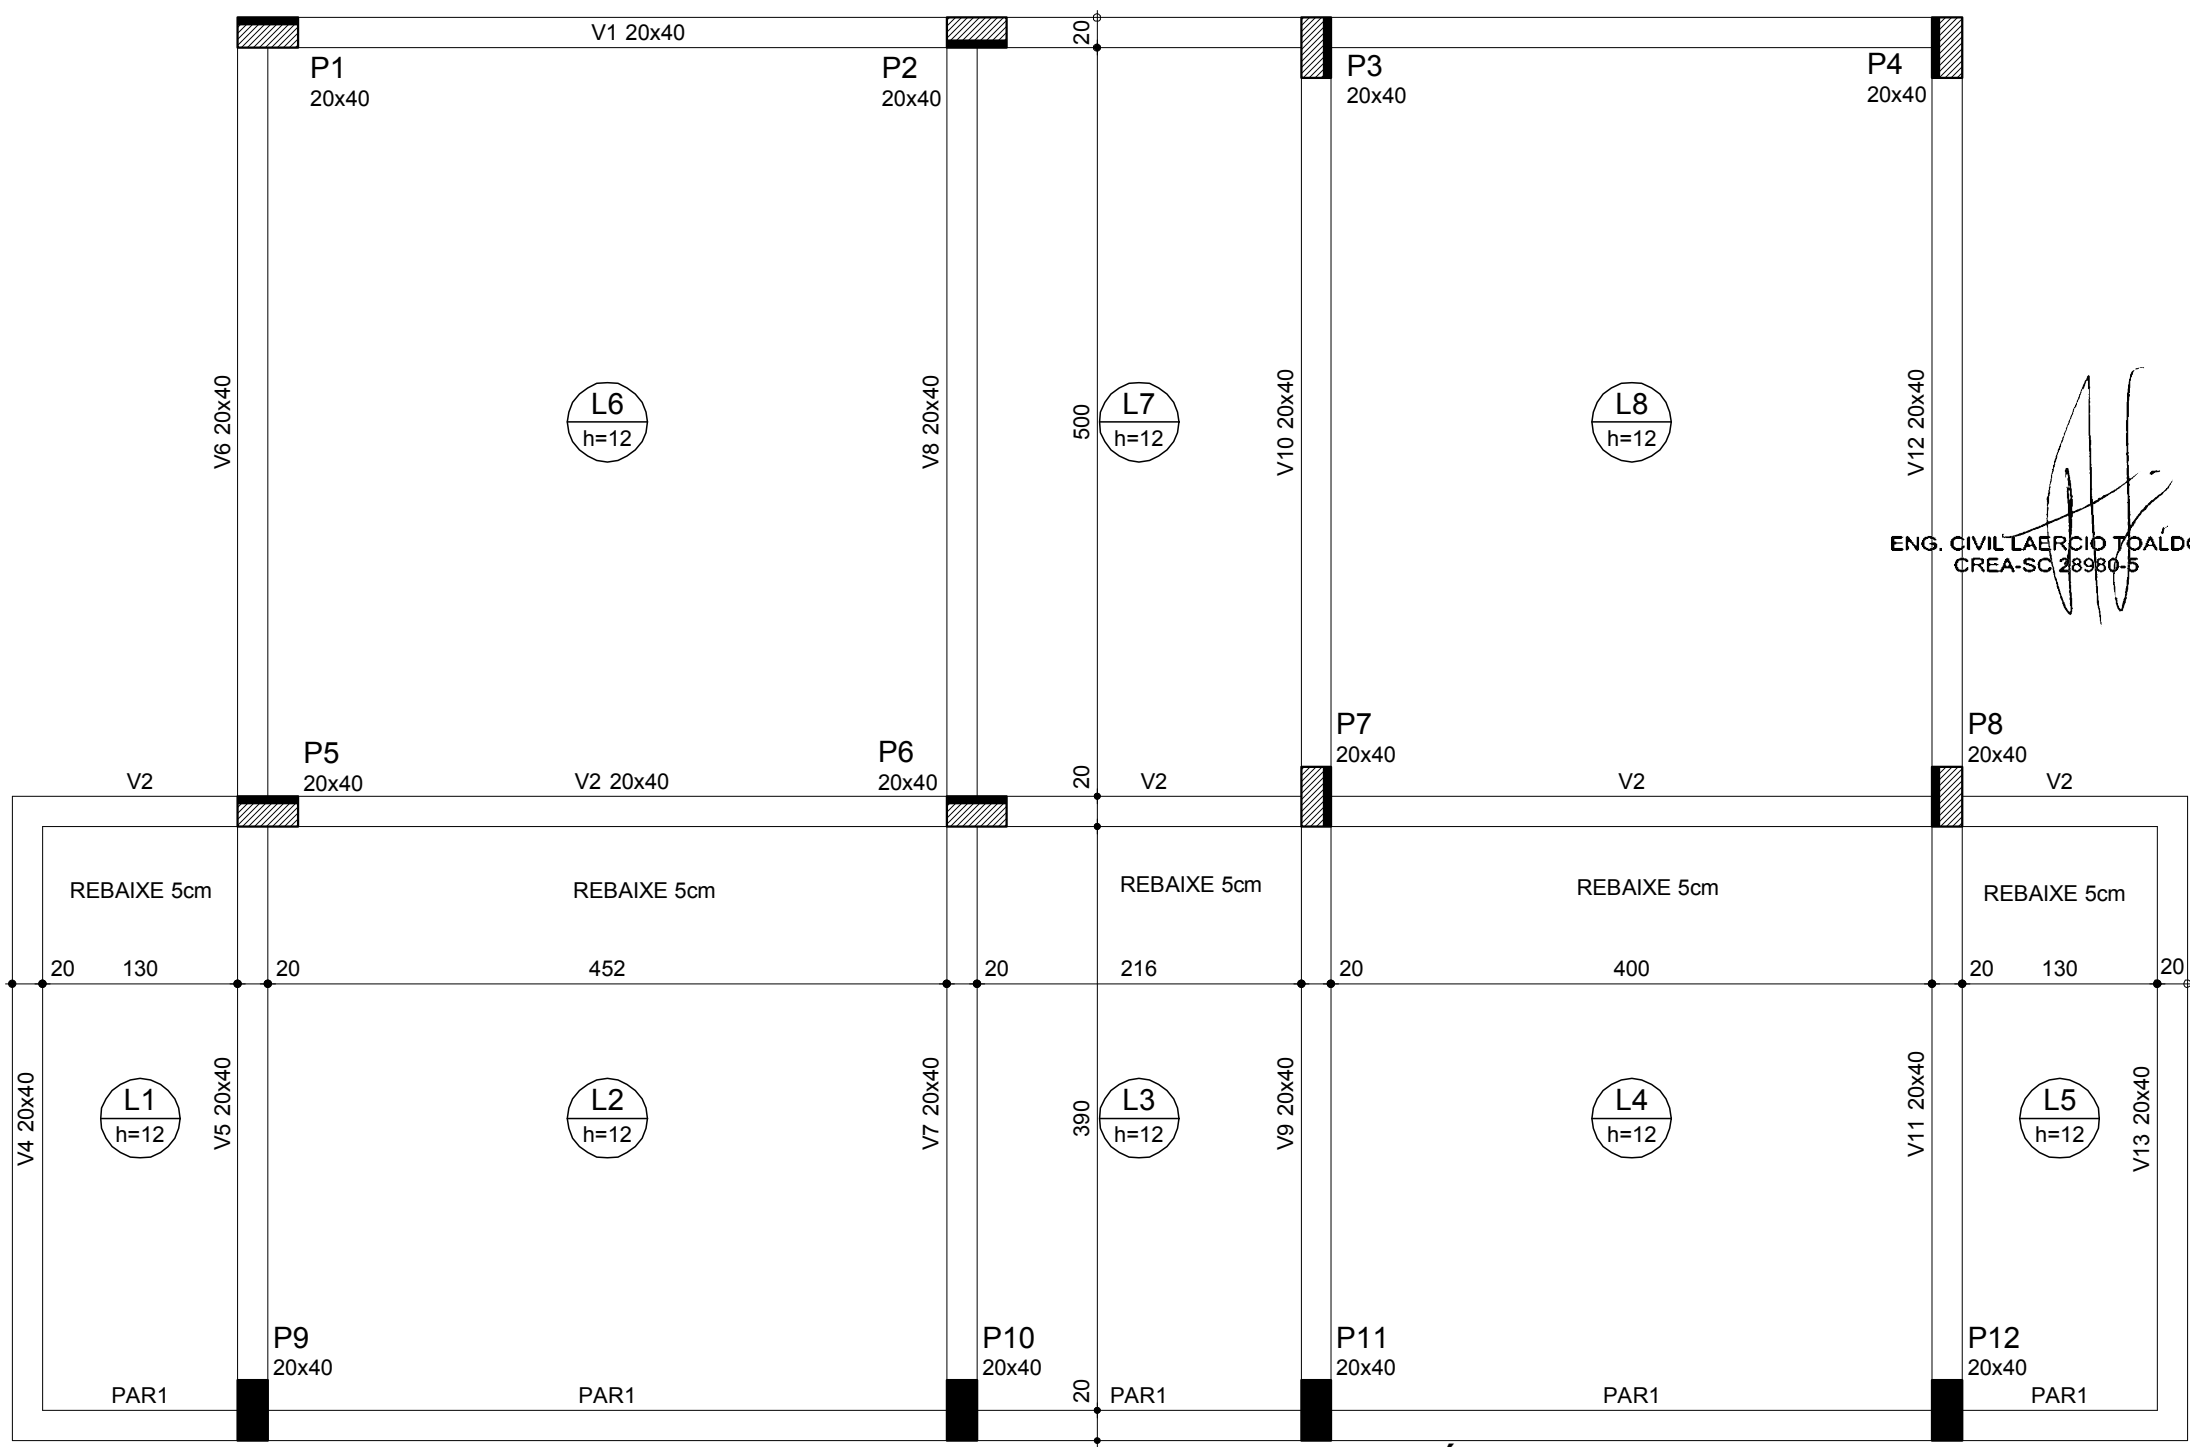 V1 20x40
20
P1
20x40
P2
20x40
P3
20x40
P4
20x40
V6 20x40
L6
h=12
V8 20x40
500
L7
h=12
V10 20x40
L8
h=12
V12 20x40
ENG. CIVIL LAERCIO TOALDO
CREA-SC 28980-5
V2
P5
20x40
V2 20x40
P6
20x40
20
V2
P7
20x40
V2
P8
20x40
V2
REBAIXE 5cm
REBAIXE 5cm
REBAIXE 5cm
REBAIXE 5cm
REBAIXE 5cm
20
130
20
452
20
216
20
400
20
130
20
V4 20x40
L1
h=12
V5 20x40
L2
h=12
V7 20x40
390
L3
h=12
V9 20x40
L4
h=12
V11 20x40
L5
h=12
V13 20x40
P9
20x40
P10
20x40
P11
20x40
P12
20x40
PAR1
PAR1
20
PAR1
PAR1
PAR1